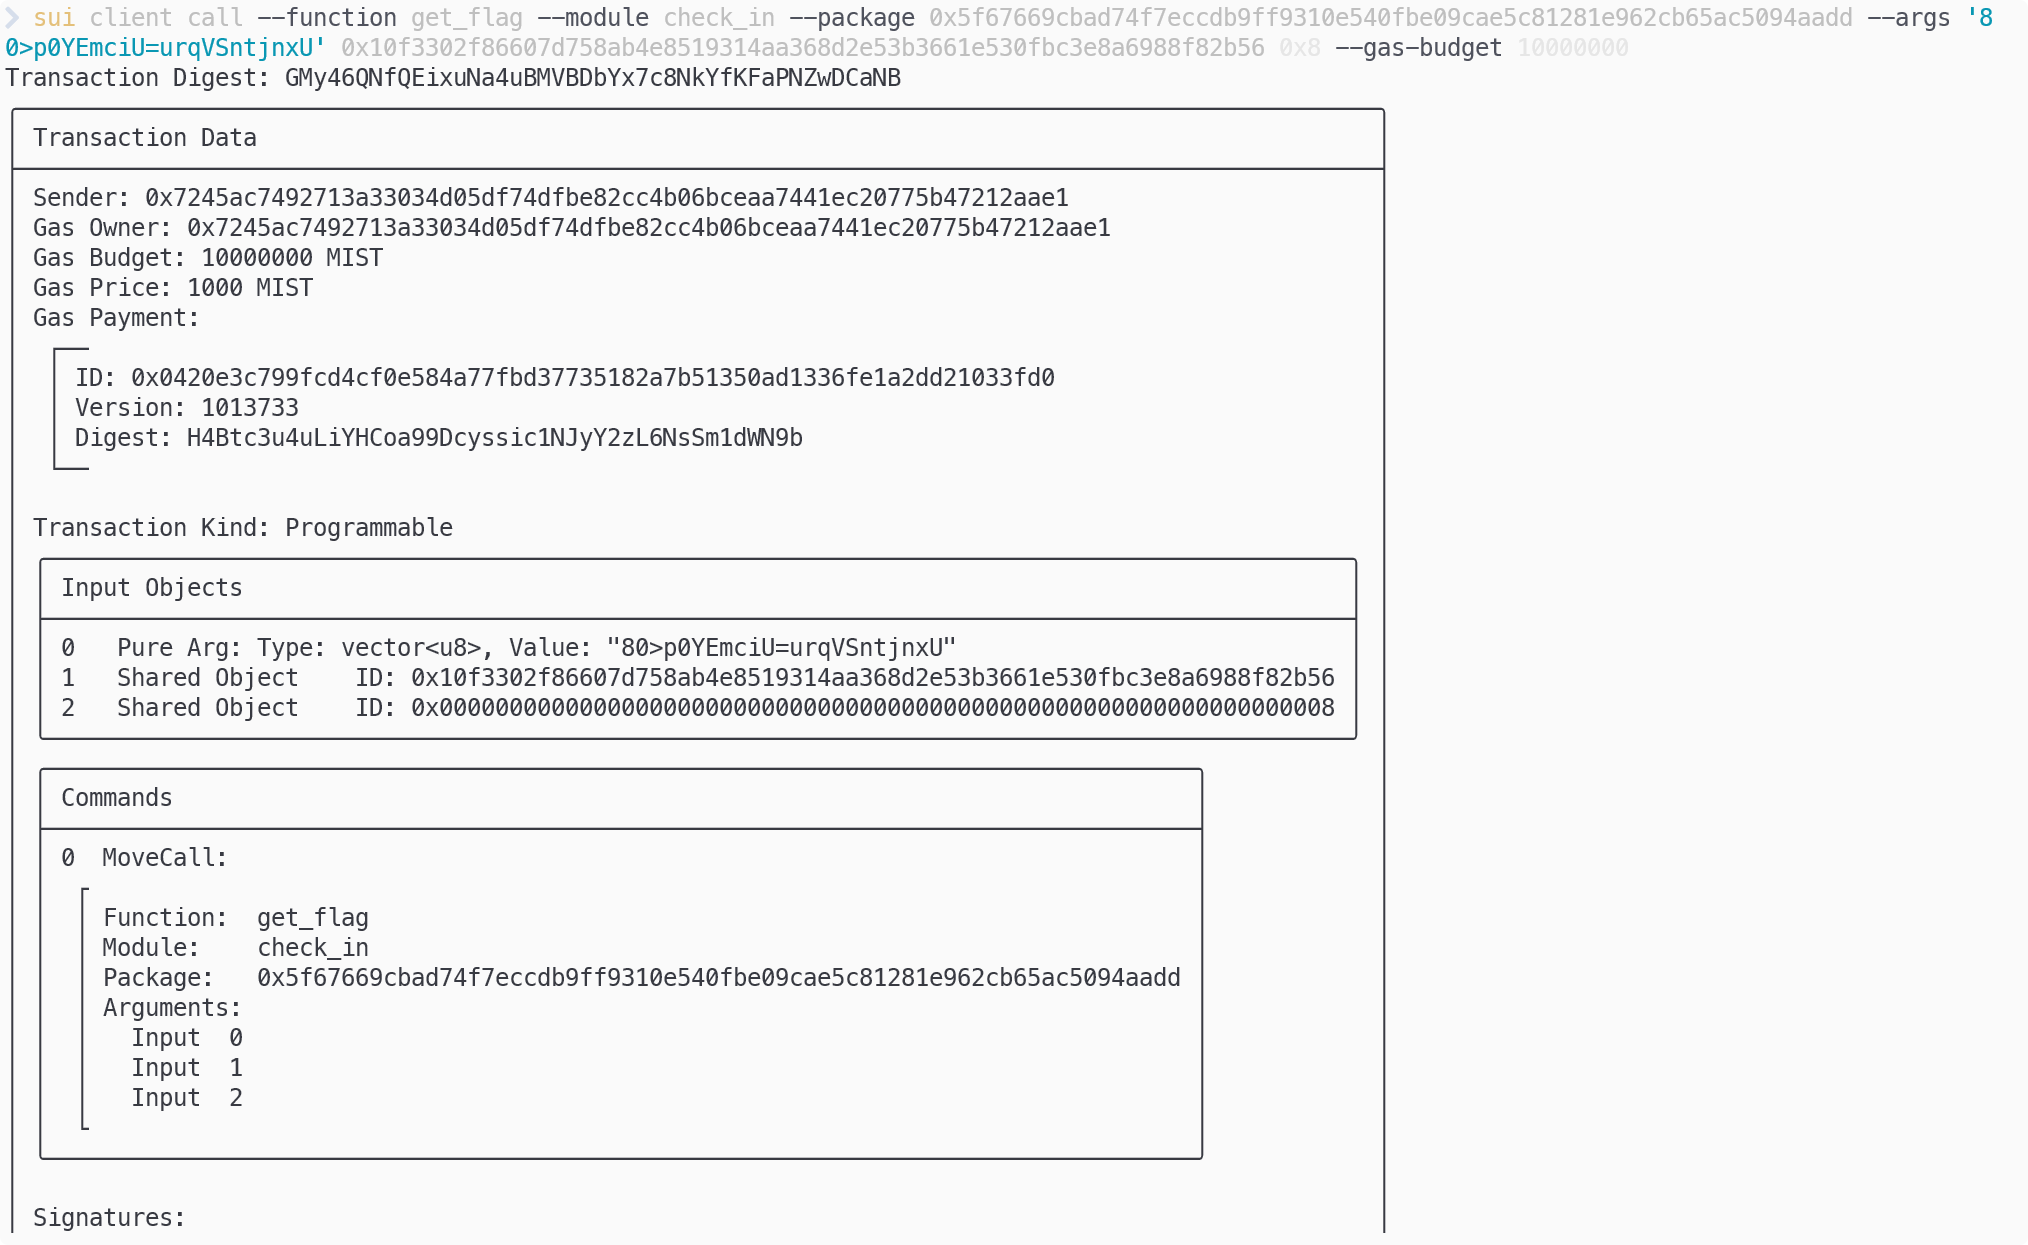 ❯ sui client call --function get_flag --module check_in --package 0x5f67669cbad74f7eccdb9ff9310e540fbe09cae5c81281e962cb65ac5094aadd --args '8
0>p0YEmciU=urqVSntjnxU' 0x10f3302f86607d758ab4e8519314aa368d2e53b3661e530fbc3e8a6988f82b56 0x8 --gas-budget 10000000
Transaction Digest: GMy46QNfQEixuNa4uBMVBDbYx7c8NkYfKFaPNZwDCaNB
Transaction Data
Sender: 0x7245ac7492713a33034d05df74dfbe82cc4b06bceaa7441ec20775b47212aae1
Gas Owner: 0x7245ac7492713a33034d05df74dfbe82cc4b06bceaa7441ec20775b47212aae1
Gas Budget: 10000000 MIST
Gas Price: 1000 MIST
Gas Payment:
ID: 0x0420e3c799fcd4cf0e584a77fbd37735182a7b51350ad1336fe1a2dd21033fd0
Version: 1013733
Digest: H4Btc3u4uLiYHCoa99Dcyssic1NJyY2zL6NsSm1dWN9b
Transaction Kind: Programmable
Input Objects
0 Pure Arg: Type: vector<u8>, Value: "80>p0YEmciU=urqVSntjnxU"
1 Shared Object ID: 0x10f3302f86607d758ab4e8519314aa368d2e53b3661e530fbc3e8a6988f82b56
2 Shared Object ID: 0x0000000000000000000000000000000000000000000000000000000000000008
Commands
0 MoveCall:
Function: get_flag
Module: check_in
Package: 0x5f67669cbad74f7eccdb9ff9310e540fbe09cae5c81281e962cb65ac5094aadd
Arguments:
Input 0
Input 1
Input 2
Signatures: